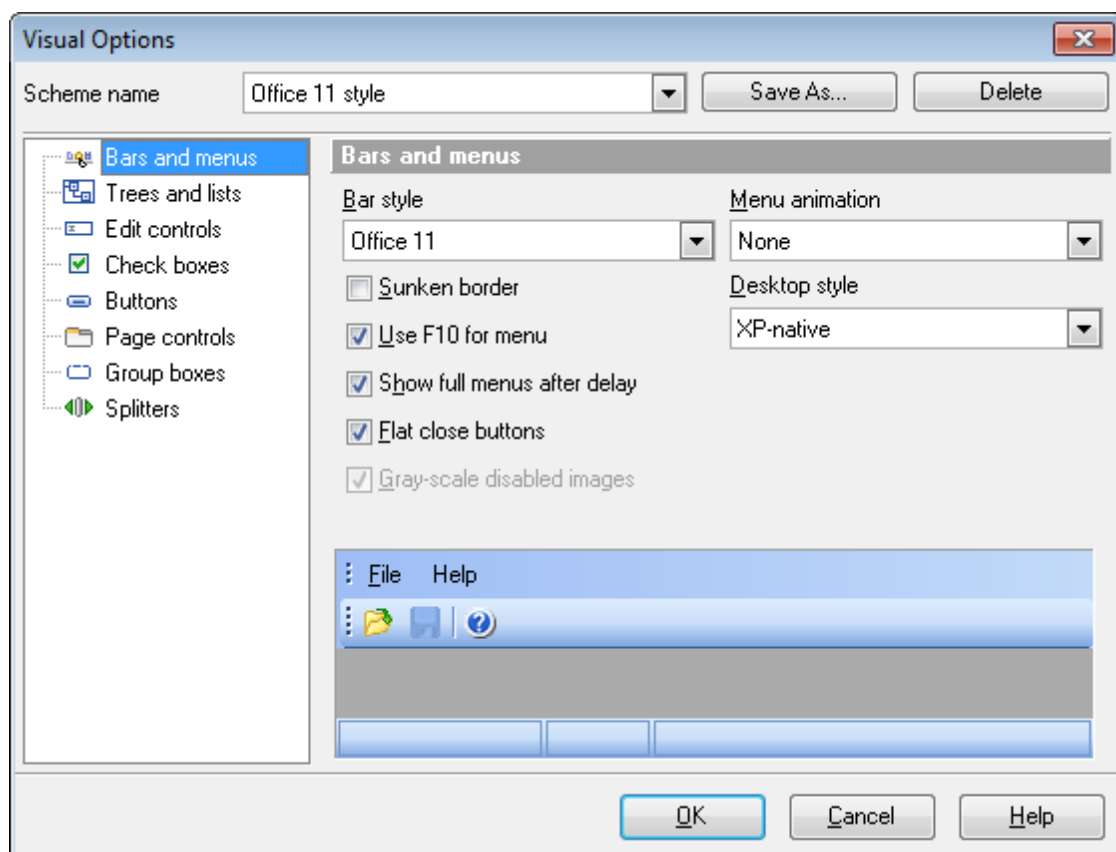 Visual Options
Scheme name
Office 11 style
Save As...
Delete
Bars and menus
Trees and lists
Edit controls
Check boxes
Buttons
Page controls
Group boxes
Splitters
Bars and menus
Bar style
Office 11
Sunken border
Use F10 for menu
Show full menus after delay
Flat close buttons
Gray-scale disabled images
Menu animation
None
Desktop style
XP-native
File Help
OK
Cancel
Help